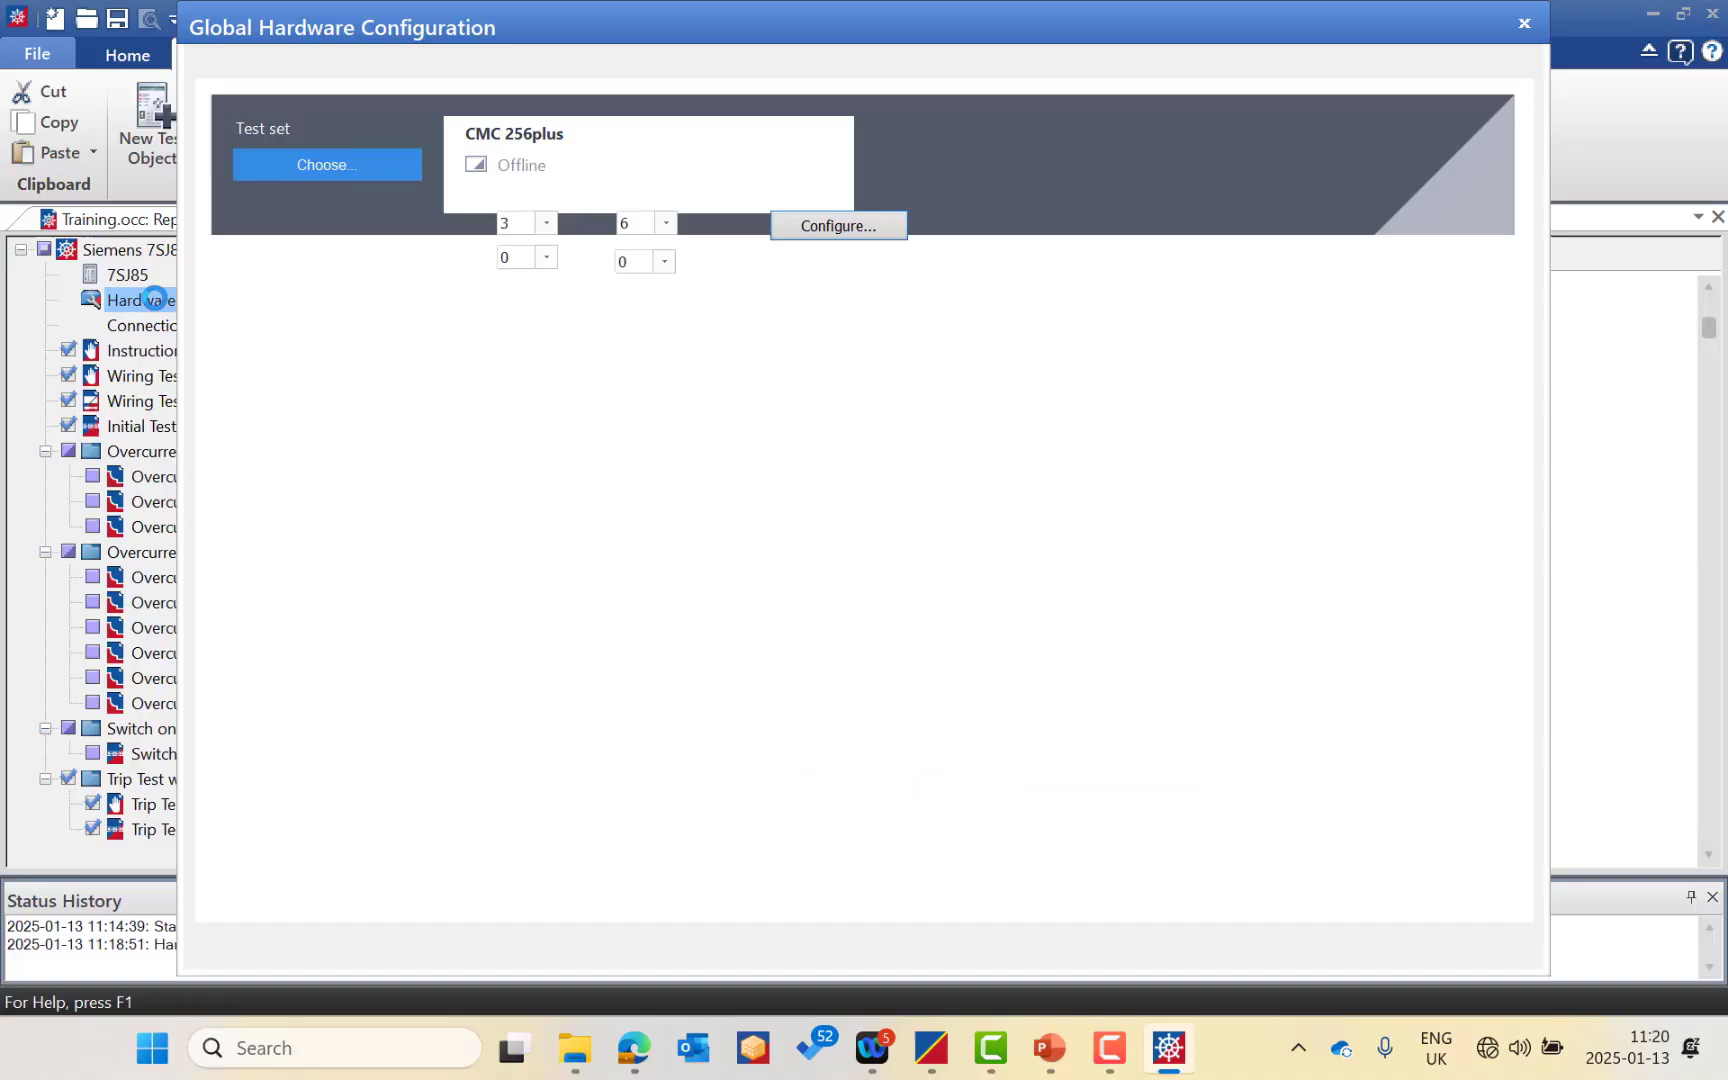 Global Hardware Configuration
File
Home
Cut
Copy
Paste
Clipboard
New Te
Object
Test set
Choose...
CMC 256plus
Offline
3
6
Configure...
0
0
Training.occ: Rep
Siemens 7SJ8
7SJ85
Hardware
Connectio
Instruction
Wiring Tes
Wiring Tes
Initial Test
Overcurre
Overcu
Overcu
Overcu
Overcurre
Overcu
Overcu
Overcu
Overcu
Overcu
Overcu
Switch on
Switch
Trip Test w
Trip Te
Trip Te
Status History
2025-01-13 11:14:39: Sta
2025-01-13 11:18:51: Har
For Help, press F1
Search
52
5
ENG
UK
11:20
2025-01-13